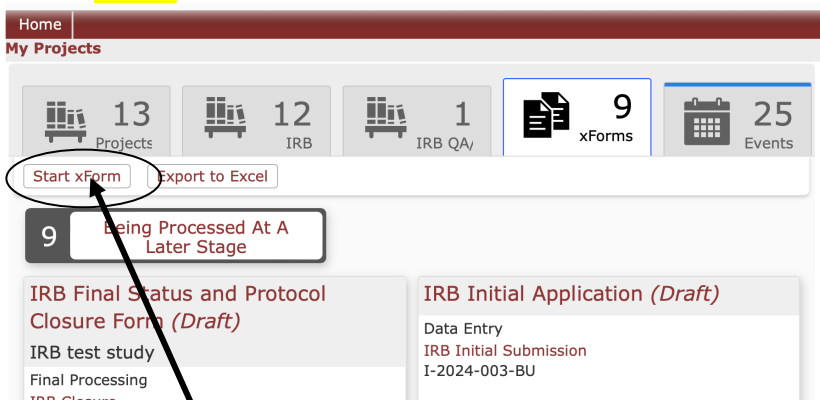 Home
My Projects
13
Projects
12
IRB
1
IRB QA/
9
xForms
25
Events
Start xForm
Export to Excel
9
Being Processed At A
Later Stage
IRB Final Status and Protocol
Closure Form (Draft)
IRB test study
Final Processing
IRB Closure
IRB Initial Application (Draft)
Data Entry
IRB Initial Submission
I-2024-003-BU